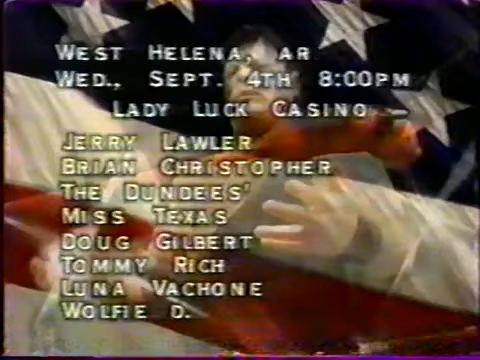 WEST HELENA, AR
WED., SEPT. 4TH 8:00PM
LADY LUCK CASINO –
JERRY LAWLER
BRIAN CHRISTOPHER
THE DUNDEES'
MISS TEXAS
DOUG GILBERT
TOMMY RICH
LUNA VACHONE
WOLFIE D.